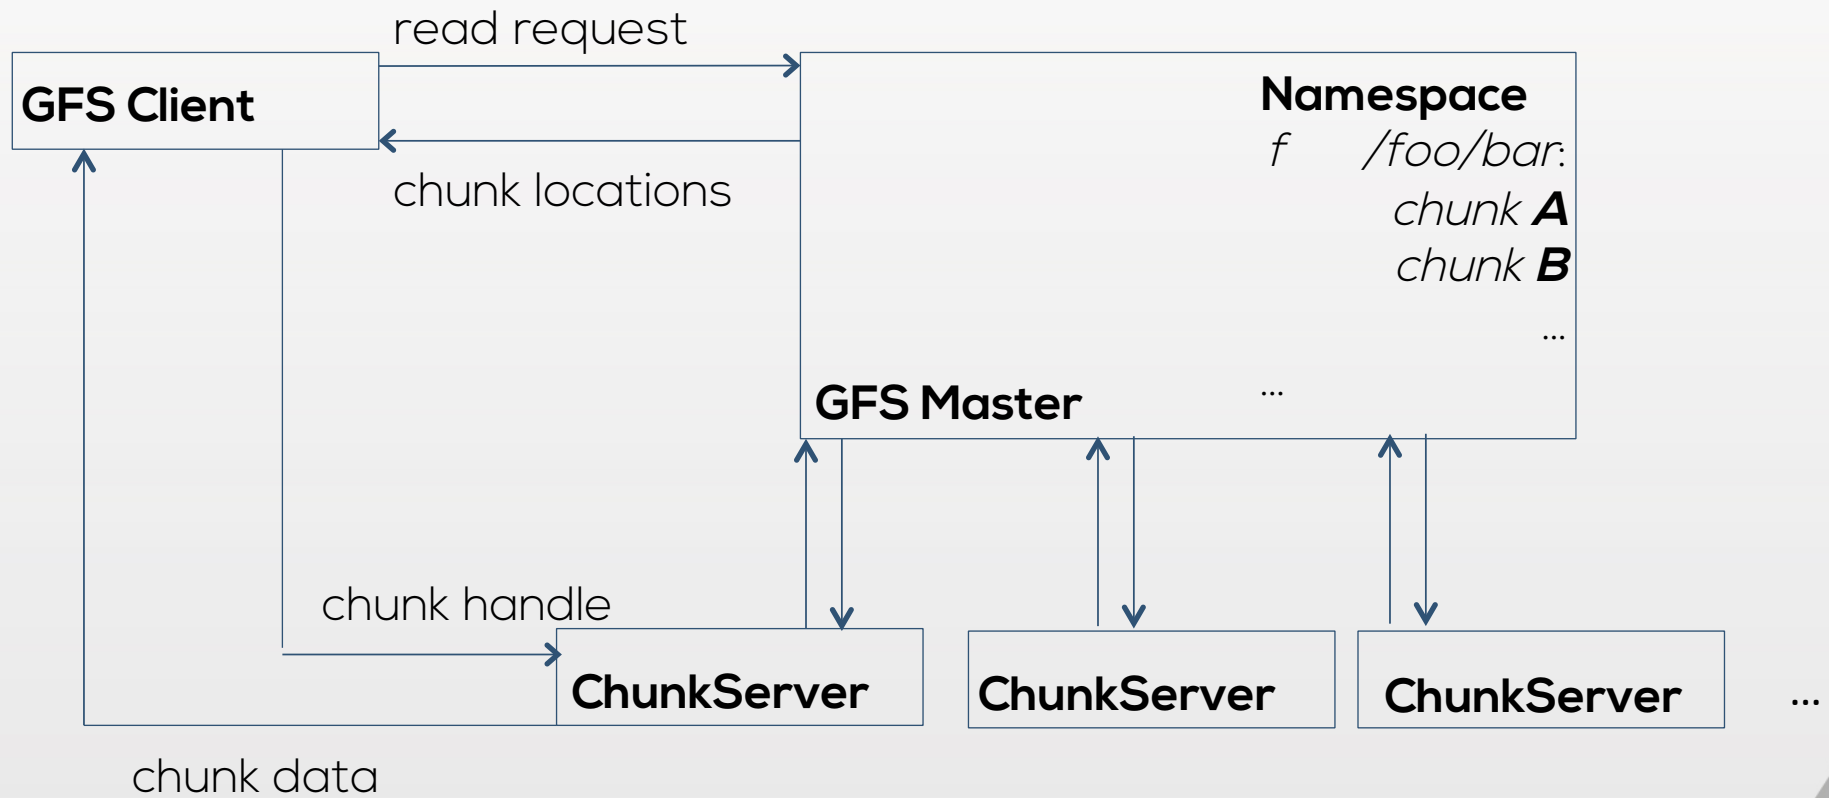 read request
GFS Client
chunk locations
Namespace
f /foo/bar:
chunk A
chunk B
...
...
GFS Master
chunk handle
ChunkServer
ChunkServer
ChunkServer
...
chunk data